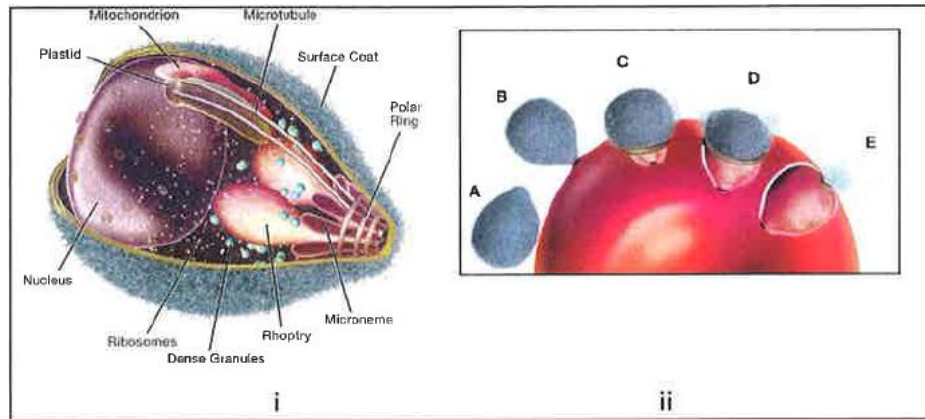 Mitochondrion
Microtubule
Plastid
Surface Coat
Polar
Ring
Nucleus
Ribosomes
Dense Granules
Rhoptry
Microneme
i
A
B
C
D
E
ii